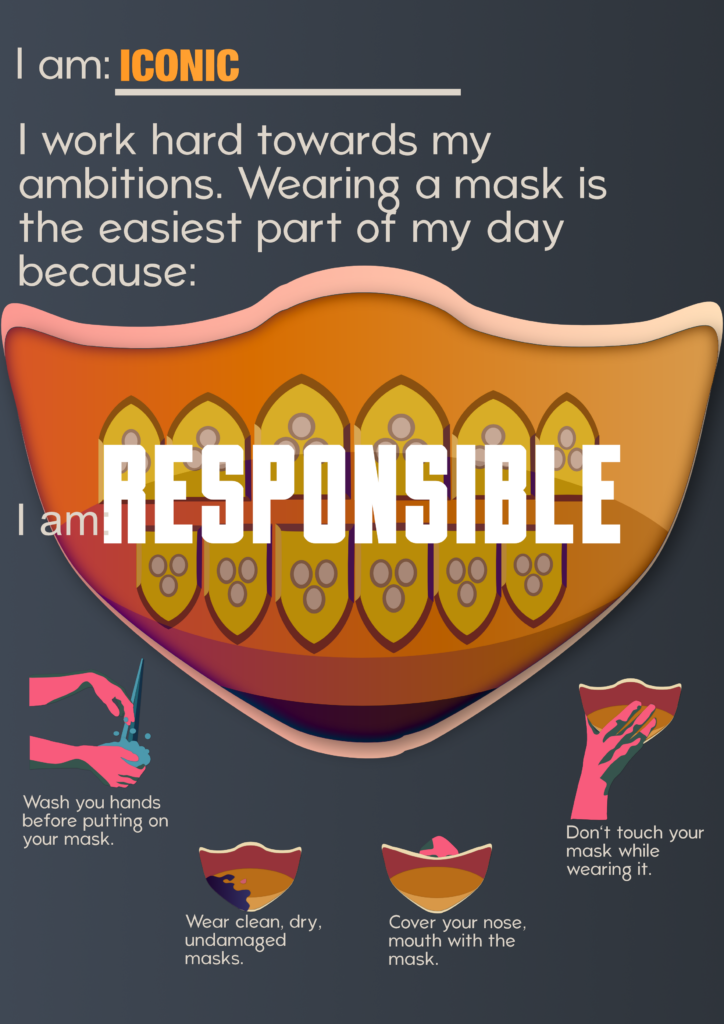 I am: ICONIC
I work hard towards my
ambitions. Wearing a mask is
the easiest part of my day
because:
I am: RESPONSIBLE
Wash you hands
before putting on
your mask.
Don't touch your
mask while
wearing it.
Wear clean, dry,
undamaged
masks.
Cover your nose,
mouth with the
mask.